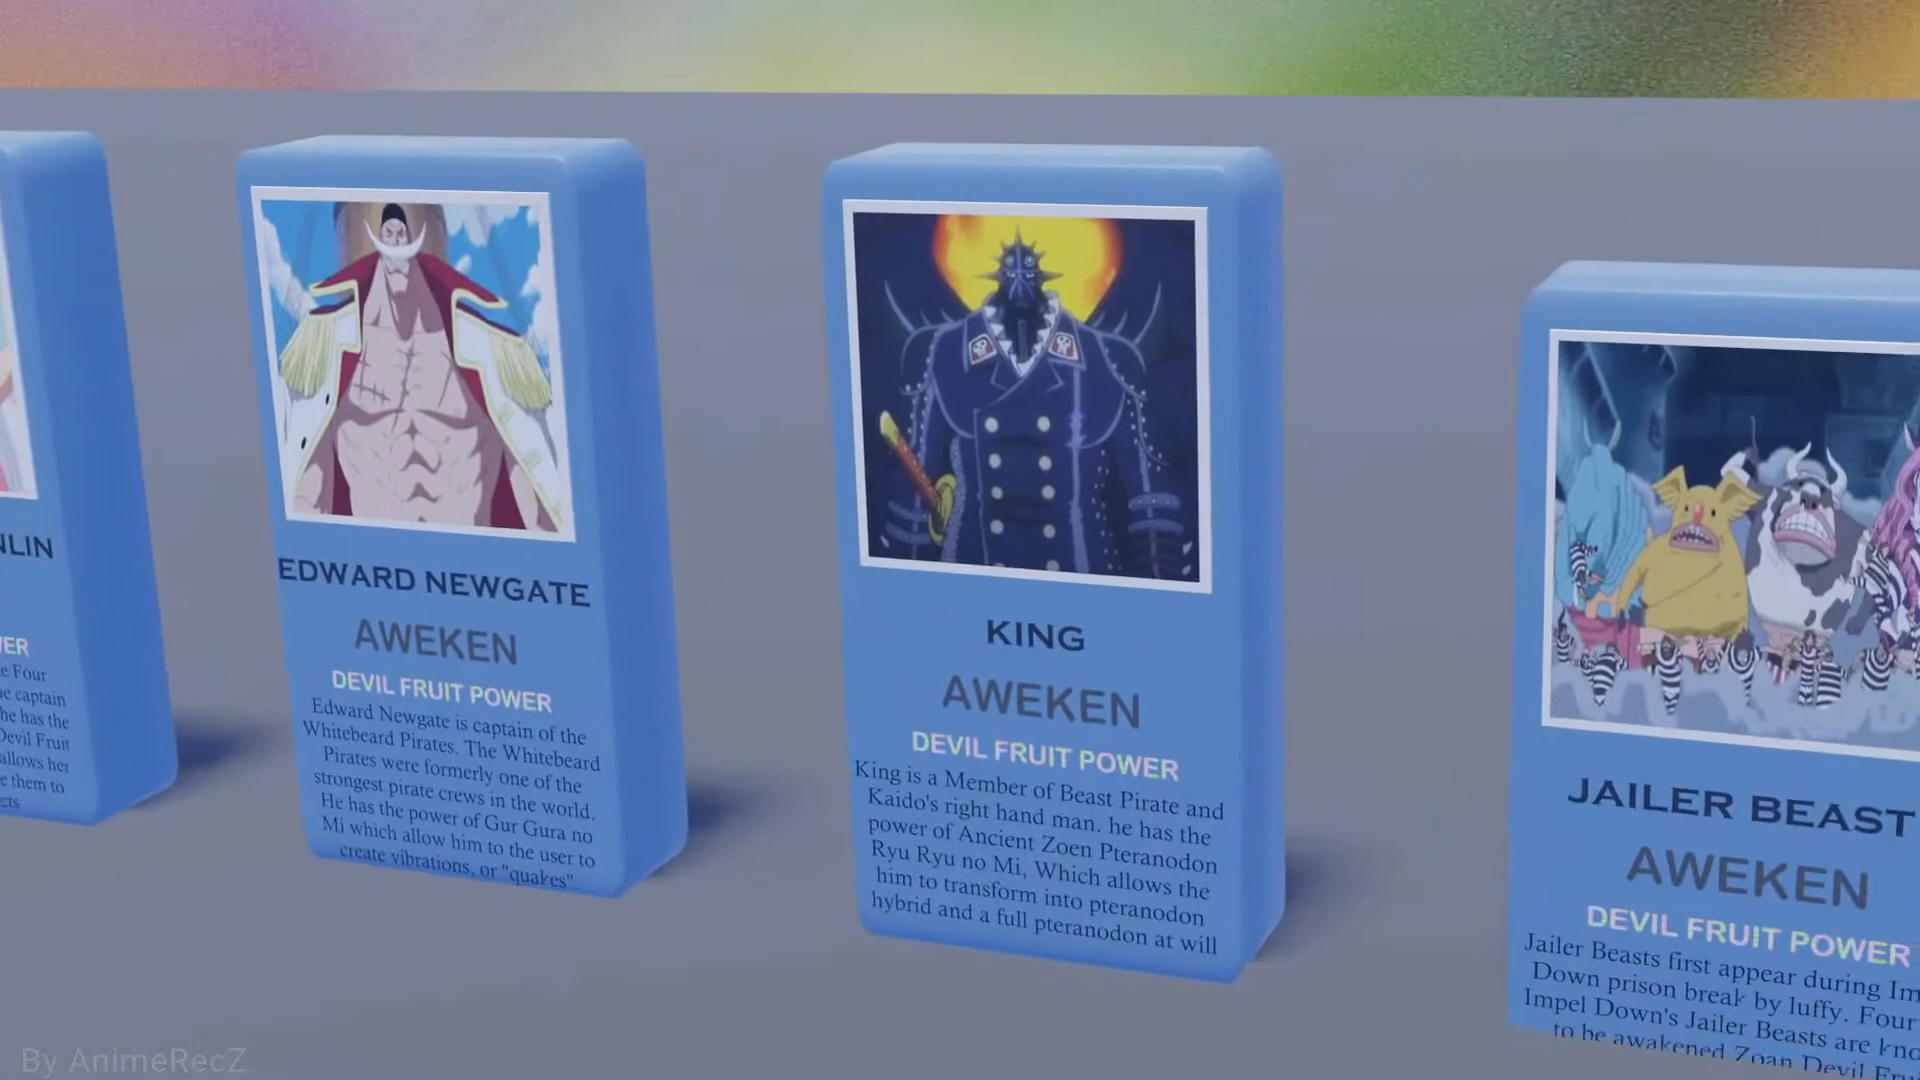 NLIN
WER
e Four
ne captain
he has the
Devil Fruit
allows her
e them to
cts
EDWARD NEWGATE
AWEKEN
DEVIL FRUIT POWER
Edward Newgate is captain of the
Whitebeard Pirates. The Whitebeard
Pirates were formerly one of the
strongest pirate crews in the world.
He has the power of Gur Gura no
Mi which allow him to the user to
create vibrations, or "quakes".
KING
AWEKEN
DEVIL FRUIT POWER
King is a Member of Beast Pirate and
Kaido's right hand man. he has the
power of Ancient Zoen Pteranodon
Ryu Ryu no Mi, Which allows the
him to transform into pteranodon
hybrid and a full pteranodon at will
JAILER BEAST
AWEKEN
DEVIL FRUIT POWER
Jailer Beasts first appear during Im
Down prison break by luffy. Four
Impel Down's Jailer Beasts are kno
to be awakened Zoan Devil Fru
By AnimeRecZ